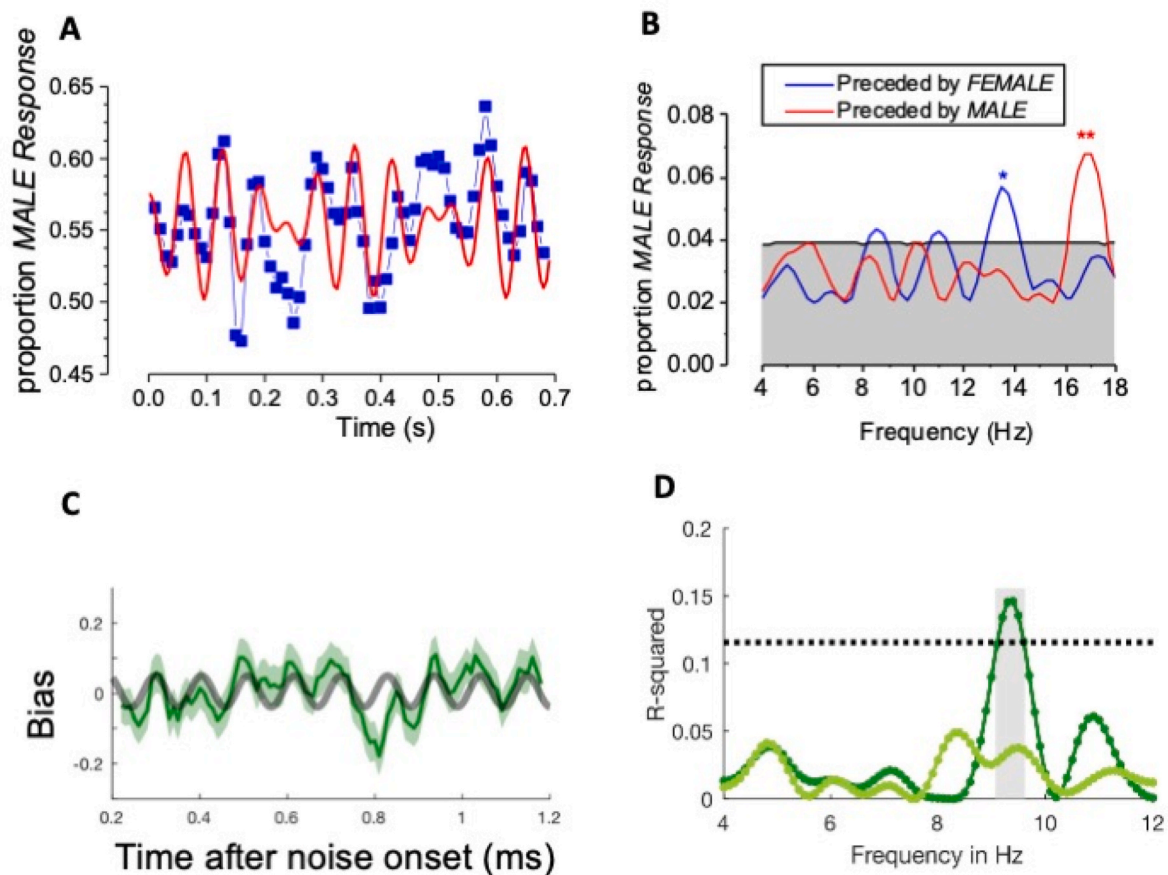 A
proportion MALE Response
0.65
0.60
0.55
0.50
0.45
0.0 0.1 0.2 0.3 0.4 0.5 0.6 0.7
Time (s)
B
proportion MALE Response
Preceded by FEMALE
Preceded by MALE
0.08
0.06
0.04
0.02
0.00
*
**
4 6 8 10 12 14 16 18
Frequency (Hz)
C
Bias
0.2
0
-0.2
0.2 0.4 0.6 0.8 1 1.2
Time after noise onset (ms)
D
R-squared
0.2
0.15
0.1
0.05
0
4 6 8 10 12
Frequency in Hz